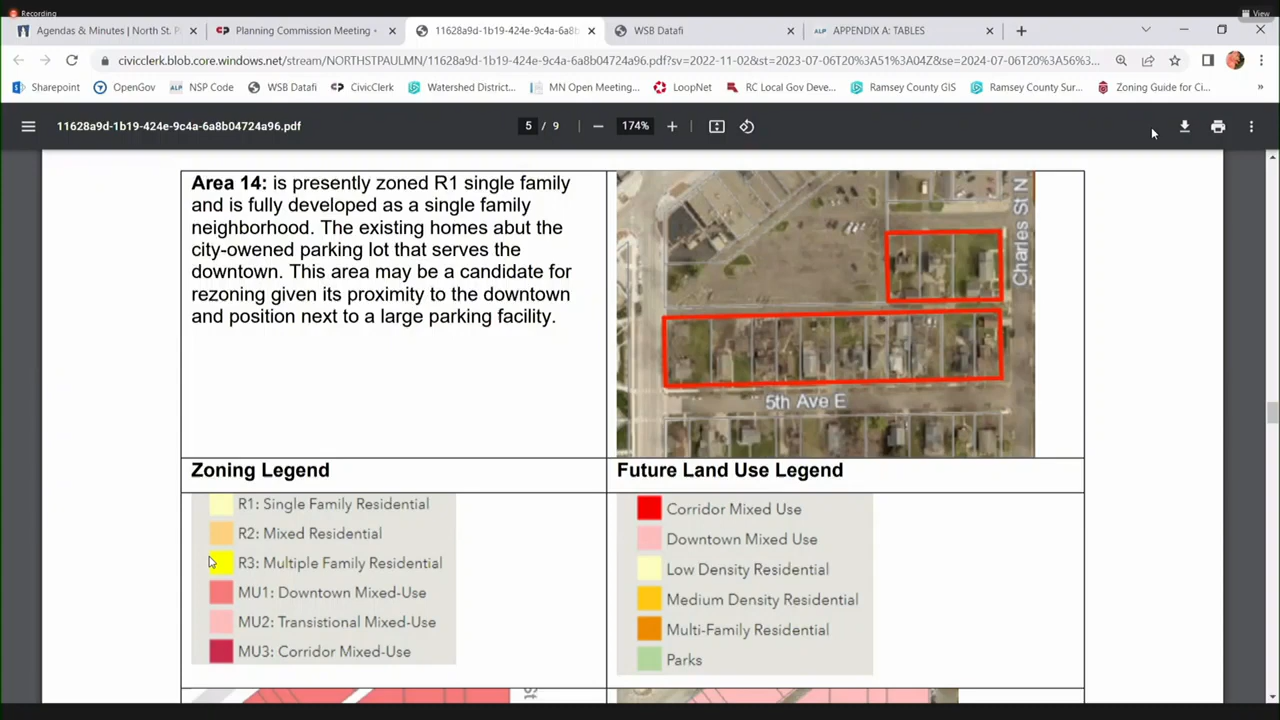 Recording
View
Agendas & Minutes | North St. P
Planning Commission Meeting •
11628a9d-1b19-424e-9c4a-6a8b
WSB Datafi
APPENDIX A: TABLES
civicclerk.blob.core.windows.net/stream/NORTHSTPAULMN/11628a9d-1b19-424e-9c4a-6a8b04724a96.pdf?sv=2022-11-02&st=2023-07-06T20%3A51%3A04Z&se=2024-07-06T20%3A56%3...
Sharepoint
OpenGov
NSP Code
WSB Datafi
CivicClerk
Watershed District...
MN Open Meeting...
LoopNet
RC Local Gov Deve...
Ramsey County GIS
Ramsey County Sur...
Zoning Guide for Ci...
11628a9d-1b19-424e-9c4a-6a8b04724a96.pdf
5 / 9
174%
Area 14: is presently zoned R1 single family
and is fully developed as a single family
neighborhood. The existing homes abut the
city-owened parking lot that serves the
downtown. This area may be a candidate for
rezoning given its proximity to the downtown
and position next to a large parking facility.
Charles St N
5th Ave E
Zoning Legend
Future Land Use Legend
R1: Single Family Residential
R2: Mixed Residential
R3: Multiple Family Residential
MU1: Downtown Mixed-Use
MU2: Transistional Mixed-Use
MU3: Corridor Mixed-Use
Corridor Mixed Use
Downtown Mixed Use
Low Density Residential
Medium Density Residential
Multi-Family Residential
Parks
St